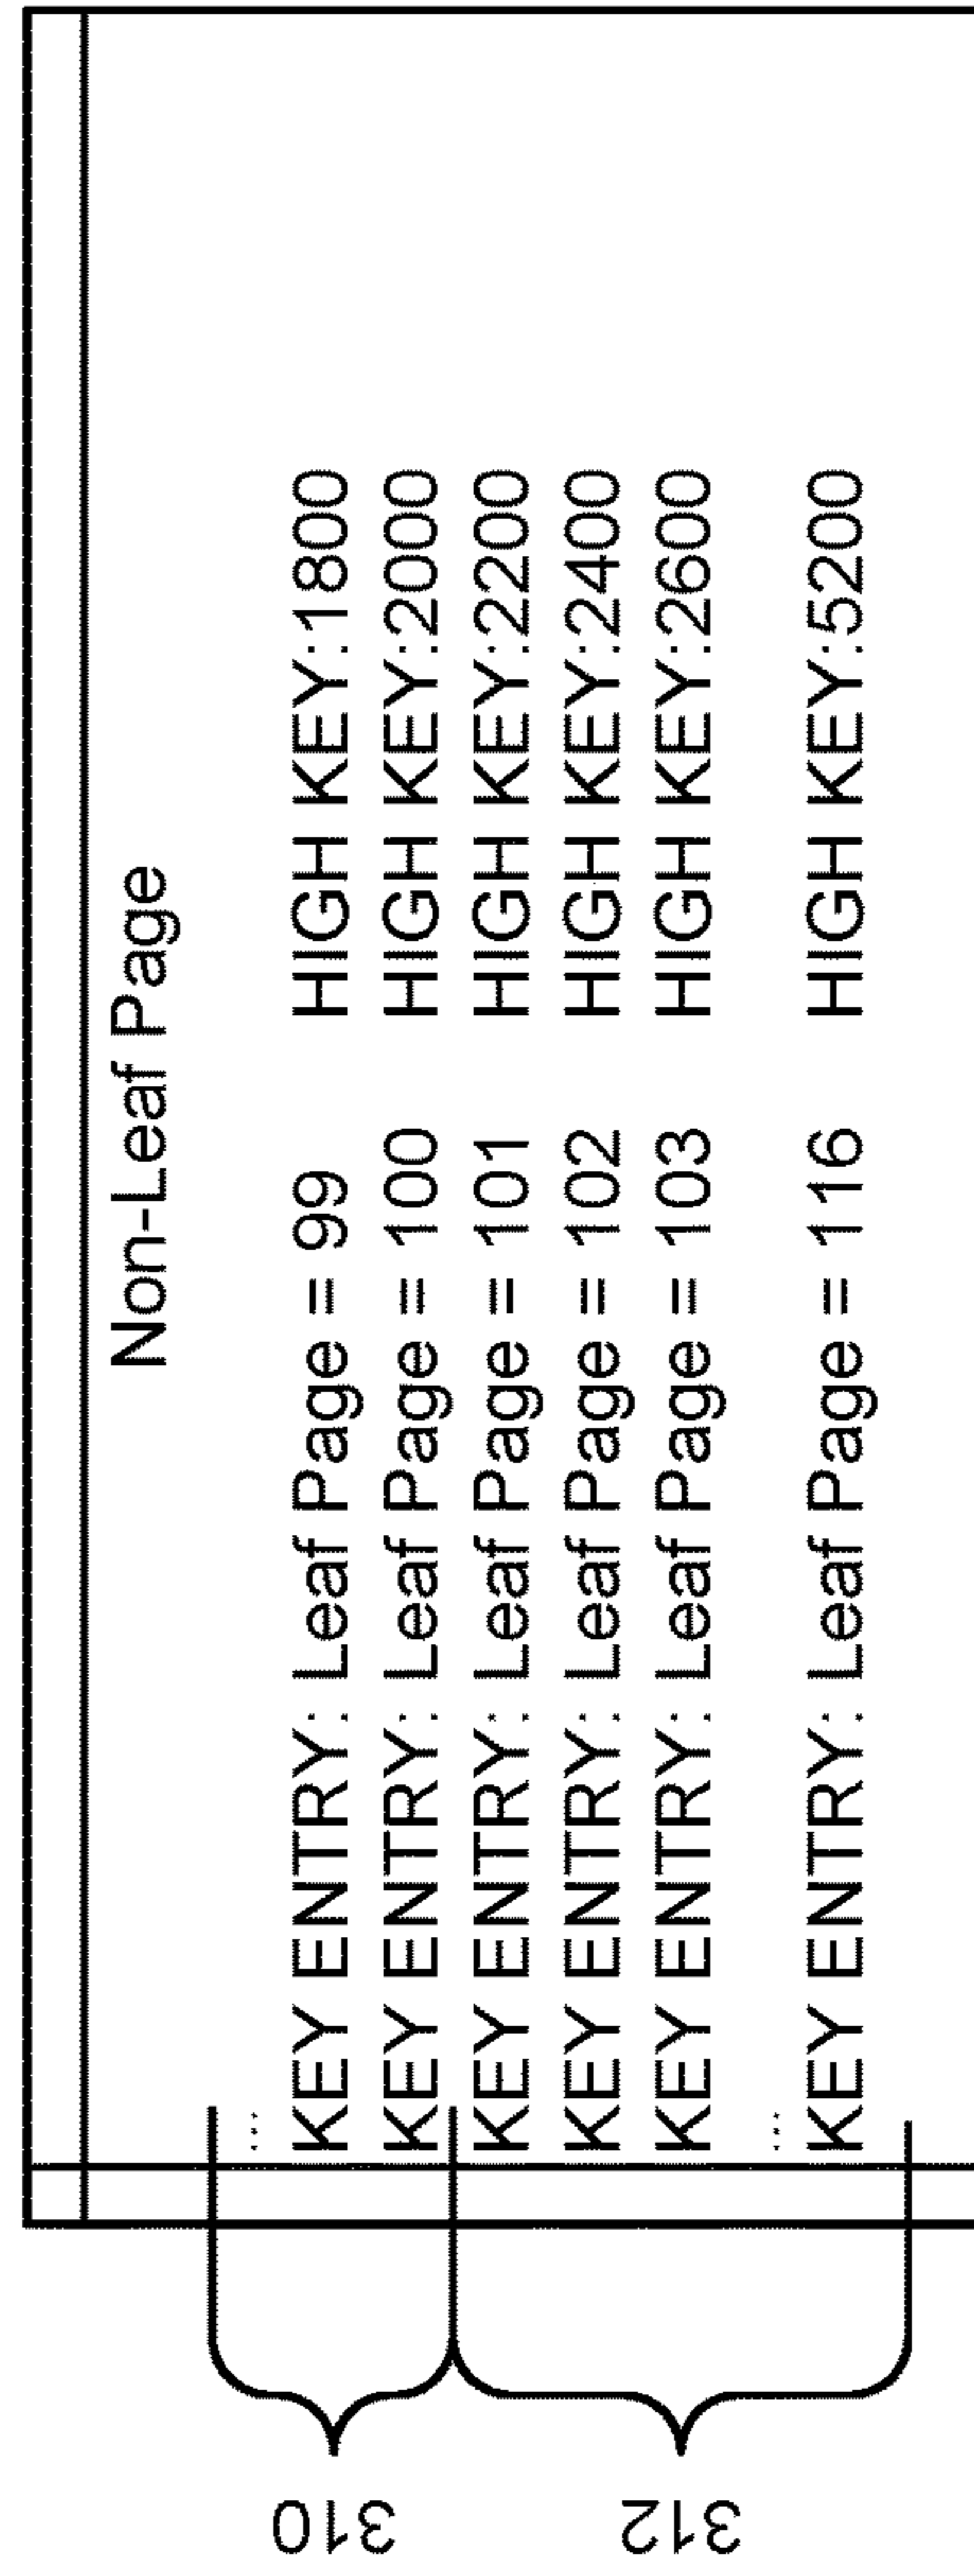 Non-Leaf Page
...
KEY ENTRY: Leaf Page = 99 HIGH KEY:1800
KEY ENTRY: Leaf Page = 100 HIGH KEY:2000
KEY ENTRY: Leaf Page = 101 HIGH KEY:2200
KEY ENTRY: Leaf Page = 102 HIGH KEY:2400
KEY ENTRY: Leaf Page = 103 HIGH KEY:2600
...
KEY ENTRY: Leaf Page = 116 HIGH KEY:5200
310
312